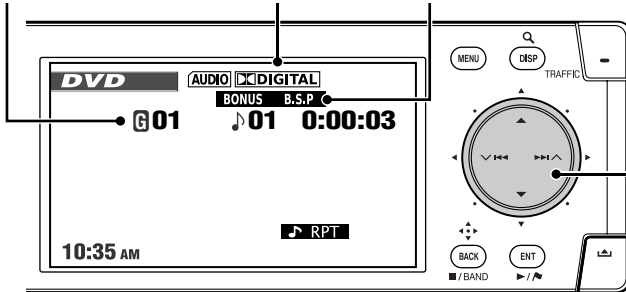 DVD AUDIO DIGITAL
BONUS B.S.P
G01 01 0:00:03
RPT
10:35 AM
MENU
DISP
TRAFFIC
BACK
/ BAND
ENT